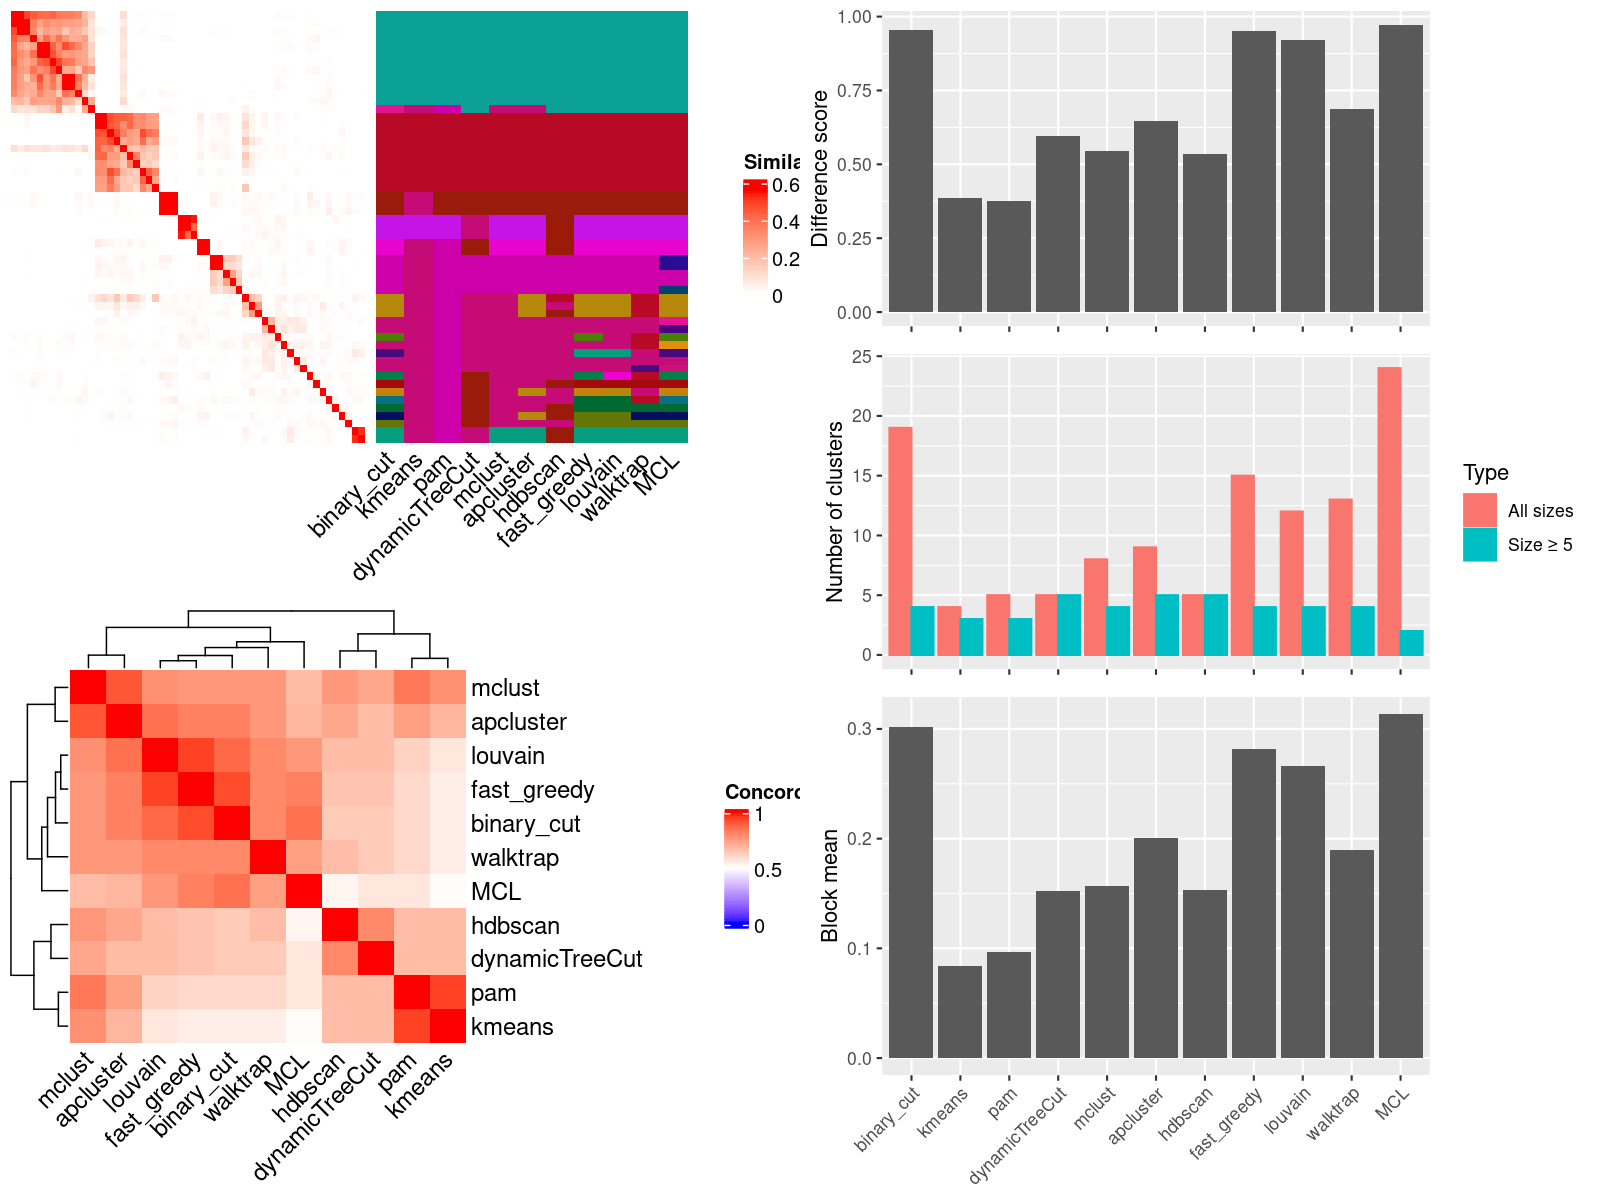 Simila
0.6
0.4
0.2
0
binary_cut
kmeans
pam
dynamicTreeCut
mclust
apcluster
hdbscan
fast_greedy
louvain
walktrap
MCL
mclust
apcluster
louvain
fast_greedy
binary_cut
walktrap
MCL
hdbscan
dynamicTreeCut
pam
kmeans
mclust
apcluster
louvain
fast_greedy
binary_cut
walktrap
MCL
hdbscan
dynamicTreeCut
pam
kmeans
Concord
1
0.5
0
Difference score
1.00
0.75
0.50
0.25
0.00
Number of clusters
25
20
15
10
5
0
Type
All sizes
Size ≥ 5
Block mean
0.3
0.2
0.1
0.0
binary_cut
kmeans
pam
dynamicTreeCut
mclust
apcluster
hdbscan
fast_greedy
louvain
walktrap
MCL